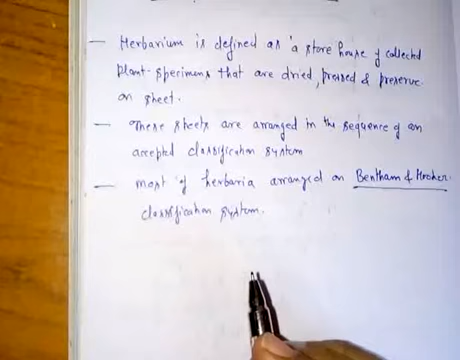 — Herbarium is defined as 'a store house of collected
plant specimens that are dried, pressed & preserve
on sheet.
— These sheets are arranged in the sequence of an
accepted classification system
— most of herbaria arranged on Bentham & Hooker
classification system.